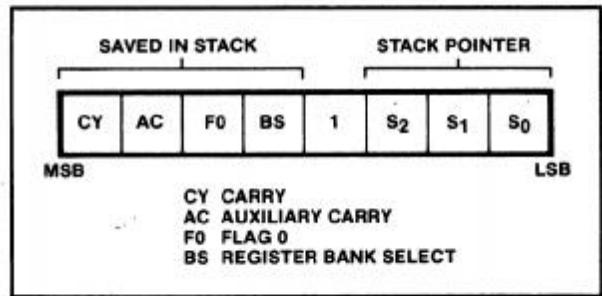 SAVED IN STACK STACK POINTER
CY AC F0 BS 1 S2 S1 S0
MSB LSB
CY CARRY
AC AUXILIARY CARRY
F0 FLAG 0
BS REGISTER BANK SELECT